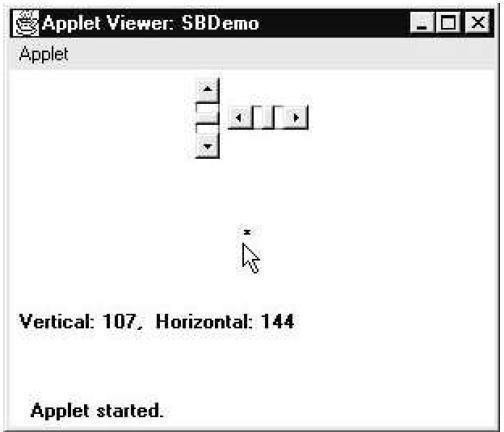 Applet Viewer: SBDemo
Applet
*
Vertical: 107, Horizontal: 144
Applet started.